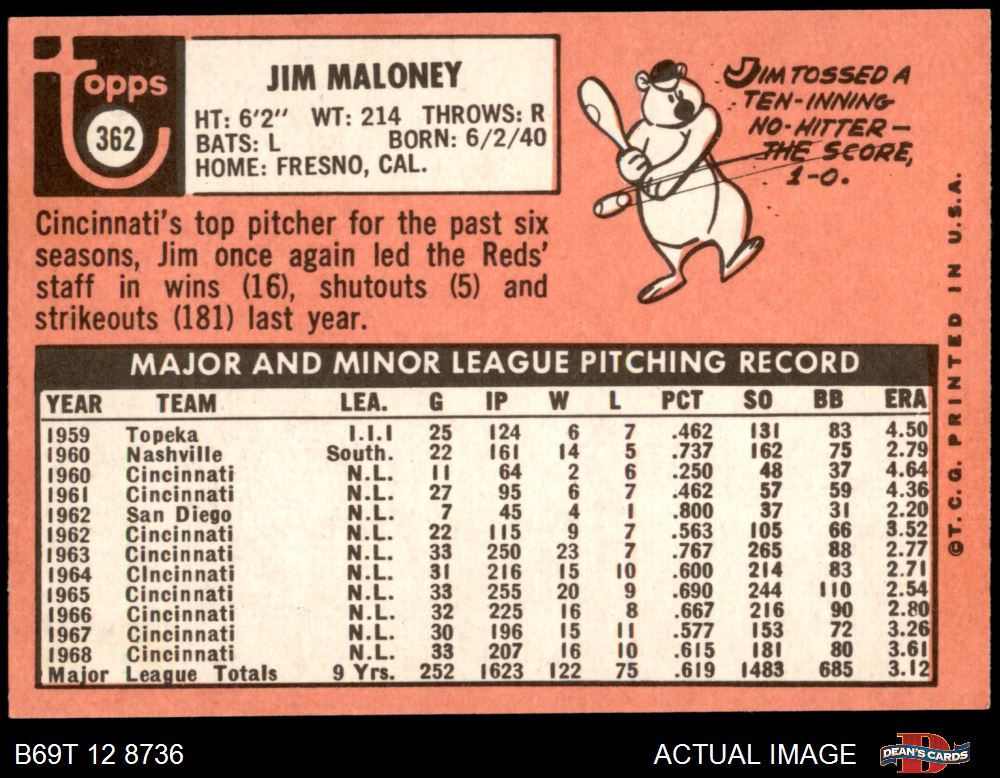 Topps
362
JIM MALONEY
HT: 6'2" WT: 214 THROWS: R
BATS: L BORN: 6/2/40
HOME: FRESNO, CAL.
JIM TOSSED A
TEN-INNING
NO-HITTER—
THE SCORE,
1-0.
Cincinnati's top pitcher for the past six
seasons, Jim once again led the Reds'
staff in wins (16), shutouts (5) and
strikeouts (181) last year.
MAJOR AND MINOR LEAGUE PITCHING RECORD
YEAR TEAM LEA. G IP W L PCT SO BB ERA
1959 Topeka I.I.I 25 124 6 7 .462 131 83 4.50
1960 Nashville South. 22 161 14 5 .737 162 75 2.79
1960 Cincinnati N.L. 11 64 2 6 .250 48 37 4.64
1961 Cincinnati N.L. 27 95 6 7 .462 57 59 4.36
1962 San Diego N.L. 7 45 4 1 .800 37 31 2.20
1962 Cincinnati N.L. 22 115 9 7 .563 105 66 3.52
1963 Cincinnati N.L. 33 250 23 7 .767 265 88 2.77
1964 Cincinnati N.L. 31 216 15 10 .600 214 83 2.71
1965 Cincinnati N.L. 33 255 20 9 .690 244 110 2.54
1966 Cincinnati N.L. 32 225 16 8 .667 216 90 2.80
1967 Cincinnati N.L. 30 196 15 11 .577 153 72 3.26
1968 Cincinnati N.L. 33 207 16 10 .615 181 80 3.61
Major League Totals 9 Yrs. 252 1623 122 75 .619 1483 685 3.12
©T.C.G. PRINTED IN U.S.A.
B69T 12 8736
ACTUAL IMAGE
DEAN'S CARDS